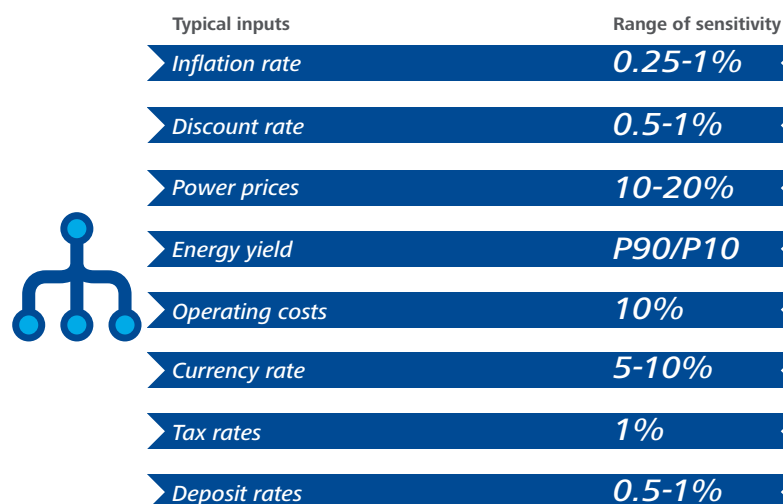 Typical inputs Range of sensitivity
Inflation rate 0.25-1%
Discount rate 0.5-1%
Power prices 10-20%
Energy yield P90/P10
Operating costs 10%
Currency rate 5-10%
Tax rates 1%
Deposit rates 0.5-1%